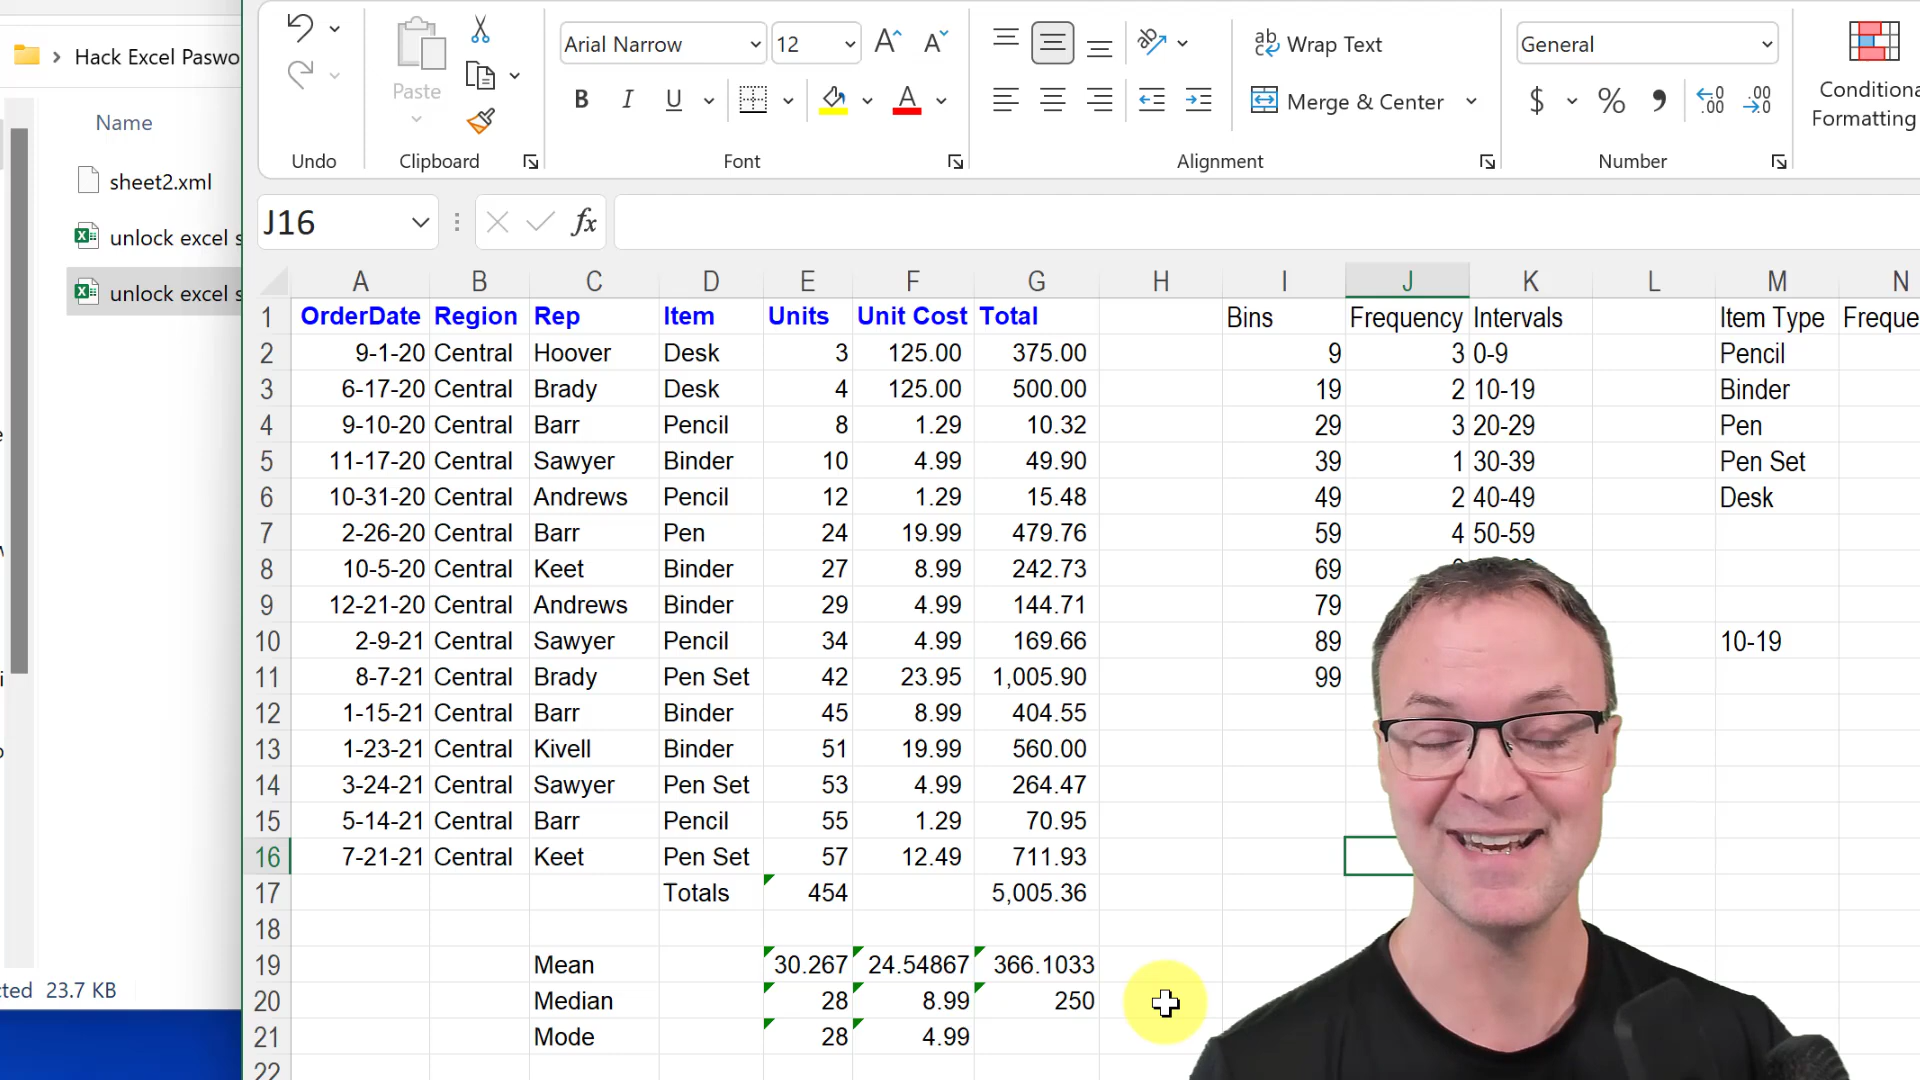 Hack Excel Paswo
Name
sheet2.xml
unlock excel s
unlock excel s
23.7 KB
Paste
Arial Narrow 12
B I U A
Wrap Text
Merge & Center
General
$ % 9 .00
Conditiona
Formatting
Undo Clipboard Font Alignment Number
J16 fx
A B C D E F G H I J K L M N
1 OrderDate Region Rep Item Units Unit Cost Total Bins Frequency Intervals Item Type Freque
2 9-1-20 Central Hoover Desk 3 125.00 375.00 9 3 0-9 Pencil
3 6-17-20 Central Brady Desk 4 125.00 500.00 19 2 10-19 Binder
4 9-10-20 Central Barr Pencil 8 1.29 10.32 29 3 20-29 Pen
5 11-17-20 Central Sawyer Binder 10 4.99 49.90 39 1 30-39 Pen Set
6 10-31-20 Central Andrews Pencil 12 1.29 15.48 49 2 40-49 Desk
7 2-26-20 Central Barr Pen 24 19.99 479.76 59 4 50-59
8 10-5-20 Central Keet Binder 27 8.99 242.73 69
9 12-21-20 Central Andrews Binder 29 4.99 144.71 79
10 2-9-21 Central Sawyer Pencil 34 4.99 169.66 89 10-19
11 8-7-21 Central Brady Pen Set 42 23.95 1,005.90 99
12 1-15-21 Central Barr Binder 45 8.99 404.55
13 1-23-21 Central Kivell Binder 51 19.99 560.00
14 3-24-21 Central Sawyer Pen Set 53 4.99 264.47
15 5-14-21 Central Barr Pencil 55 1.29 70.95
16 7-21-21 Central Keet Pen Set 57 12.49 711.93
17 Totals 454 5,005.36
18
19 Mean 30.267 24.54867 366.1033
20 Median 28 8.99 250
21 Mode 28 4.99
22